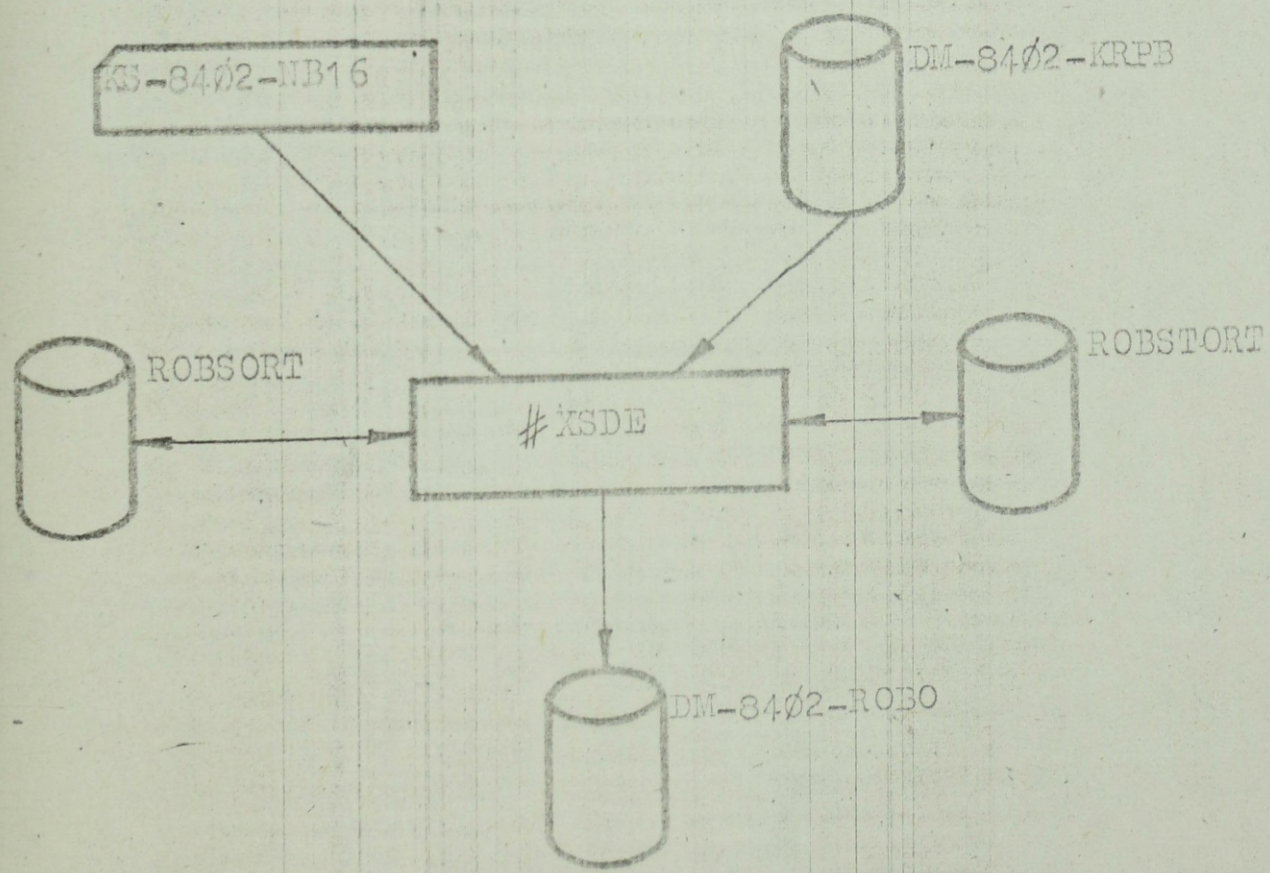 KS-84Ø2-NB16
DM-84Ø2-KRPB
ROBSORT
ROBSTORT
# XSDE
DM-84Ø2-ROBO